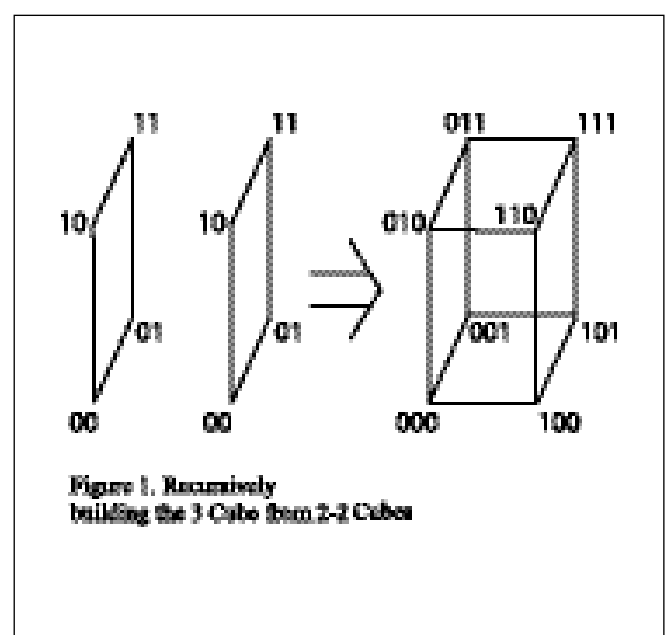 11 11 011 111
10 10 010 110
01 01 001 101
00 00 000 100
Figure 1. Recursively
building the 3 Cube from 2-2 Cubes